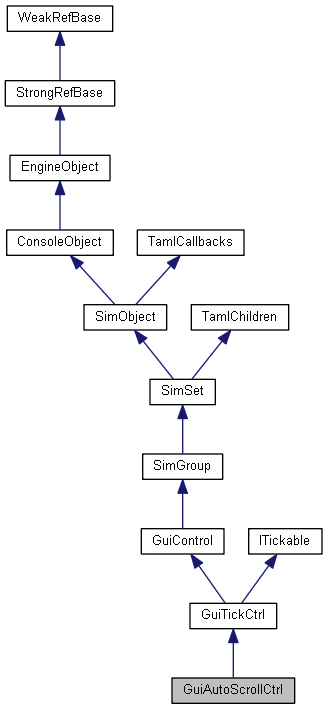 WeakRefBase
StrongRefBase
EngineObject
ConsoleObject
TamlCallbacks
SimObject
TamlChildren
SimSet
SimGroup
GuiControl
ITickable
GuiTickCtrl
GuiAutoScrollCtrl